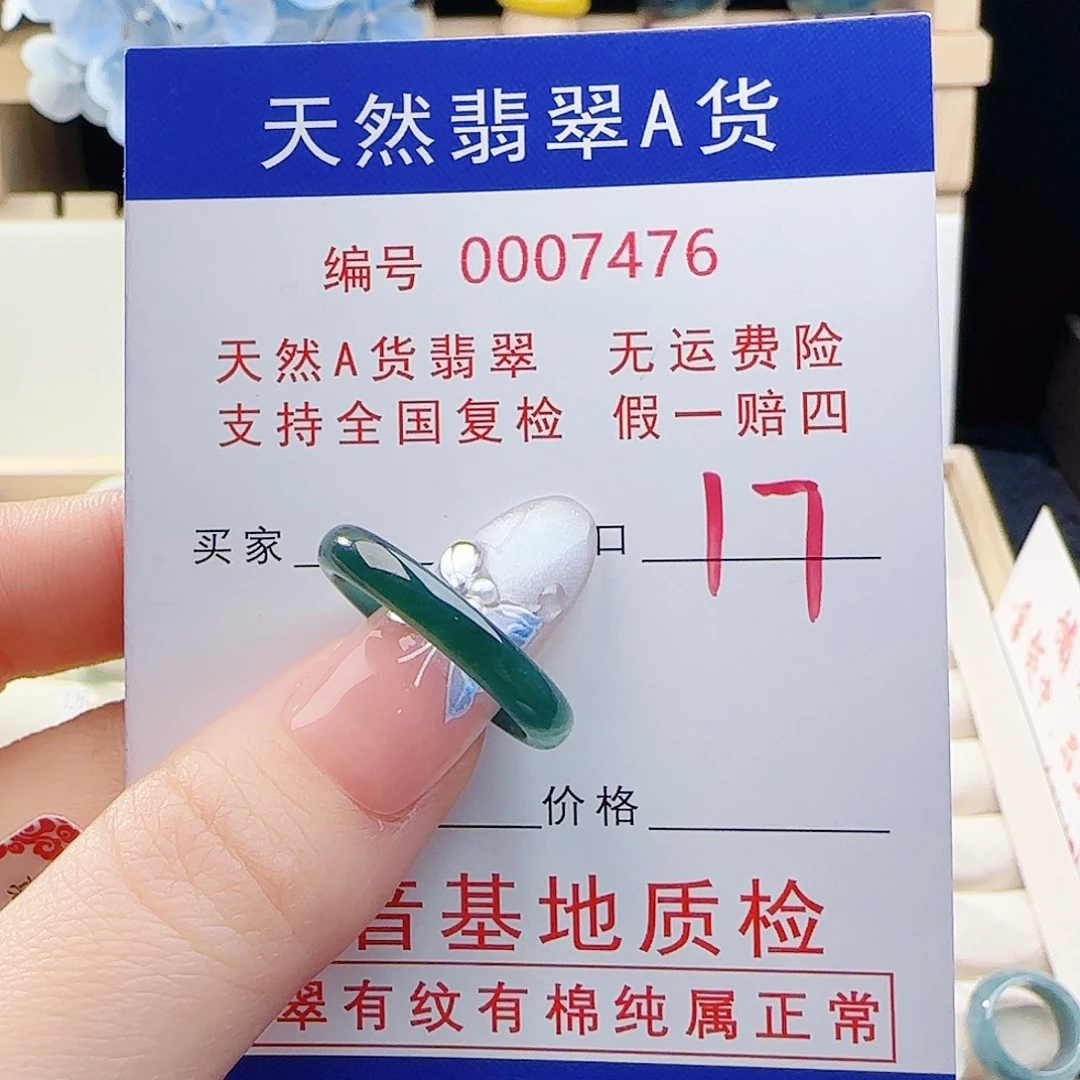 天然翡翠A货
编号 0007476
天然A货翡翠 无运费险
支持全国复检 假一赔四
买家 口 17
价格
音基地质检
翠有纹有棉纯属正常